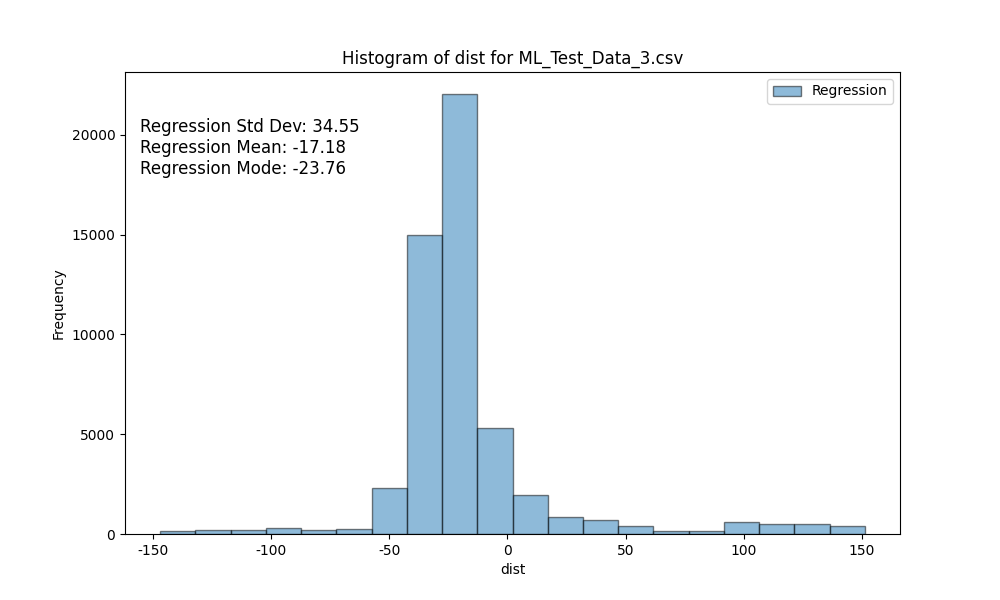 Histogram of dist for ML_Test_Data_3.csv
Regression
Regression Std Dev: 34.55
Regression Mean: -17.18
Regression Mode: -23.76
Frequency
20000
15000
10000
5000
0
-150 -100 -50 0 50 100 150
dist